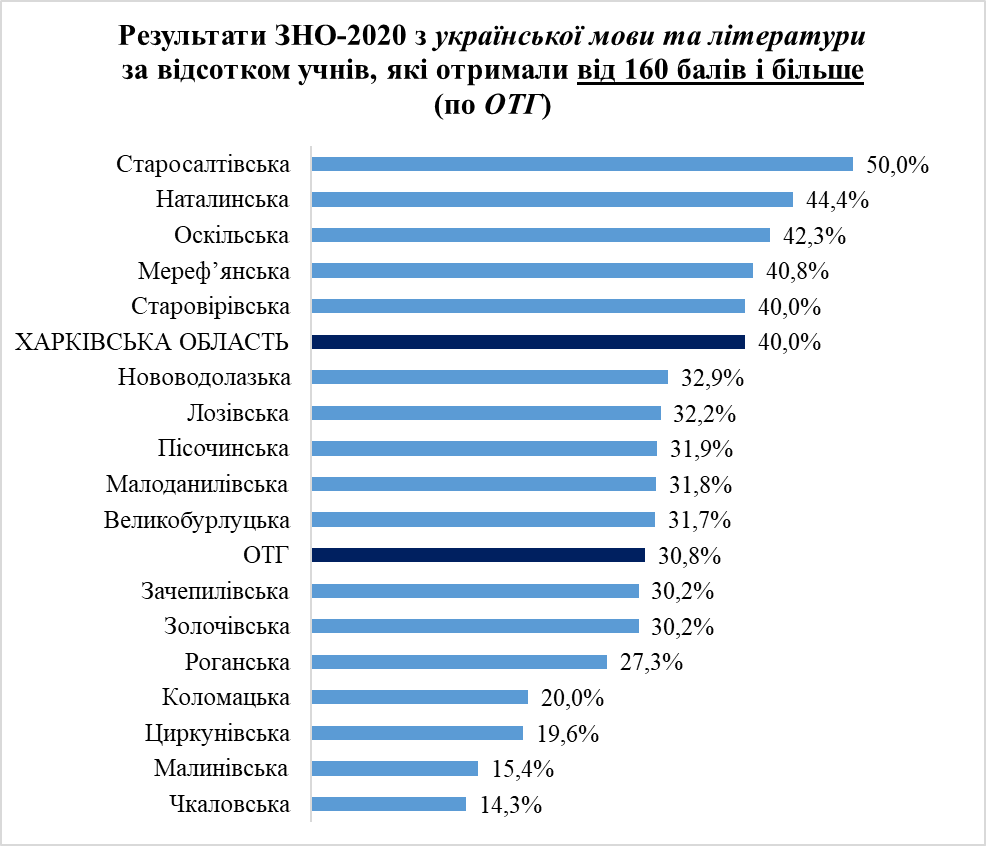 Результати ЗНО-2020 з української мови та літератури
за відсотком учнів, які отримали від 160 балів і більше
(по ОТГ)
Старосалтівська 50,0%
Наталинська 44,4%
Оскільська 42,3%
Мереф’янська 40,8%
Старовірівська 40,0%
ХАРКІВСЬКА ОБЛАСТЬ 40,0%
Нововодолазька 32,9%
Лозівська 32,2%
Пісочинська 31,9%
Малоданилівська 31,8%
Великобурлуцька 31,7%
ОТГ 30,8%
Зачепилівська 30,2%
Золочівська 30,2%
Роганська 27,3%
Коломацька 20,0%
Циркунівська 19,6%
Малинівська 15,4%
Чкаловська 14,3%